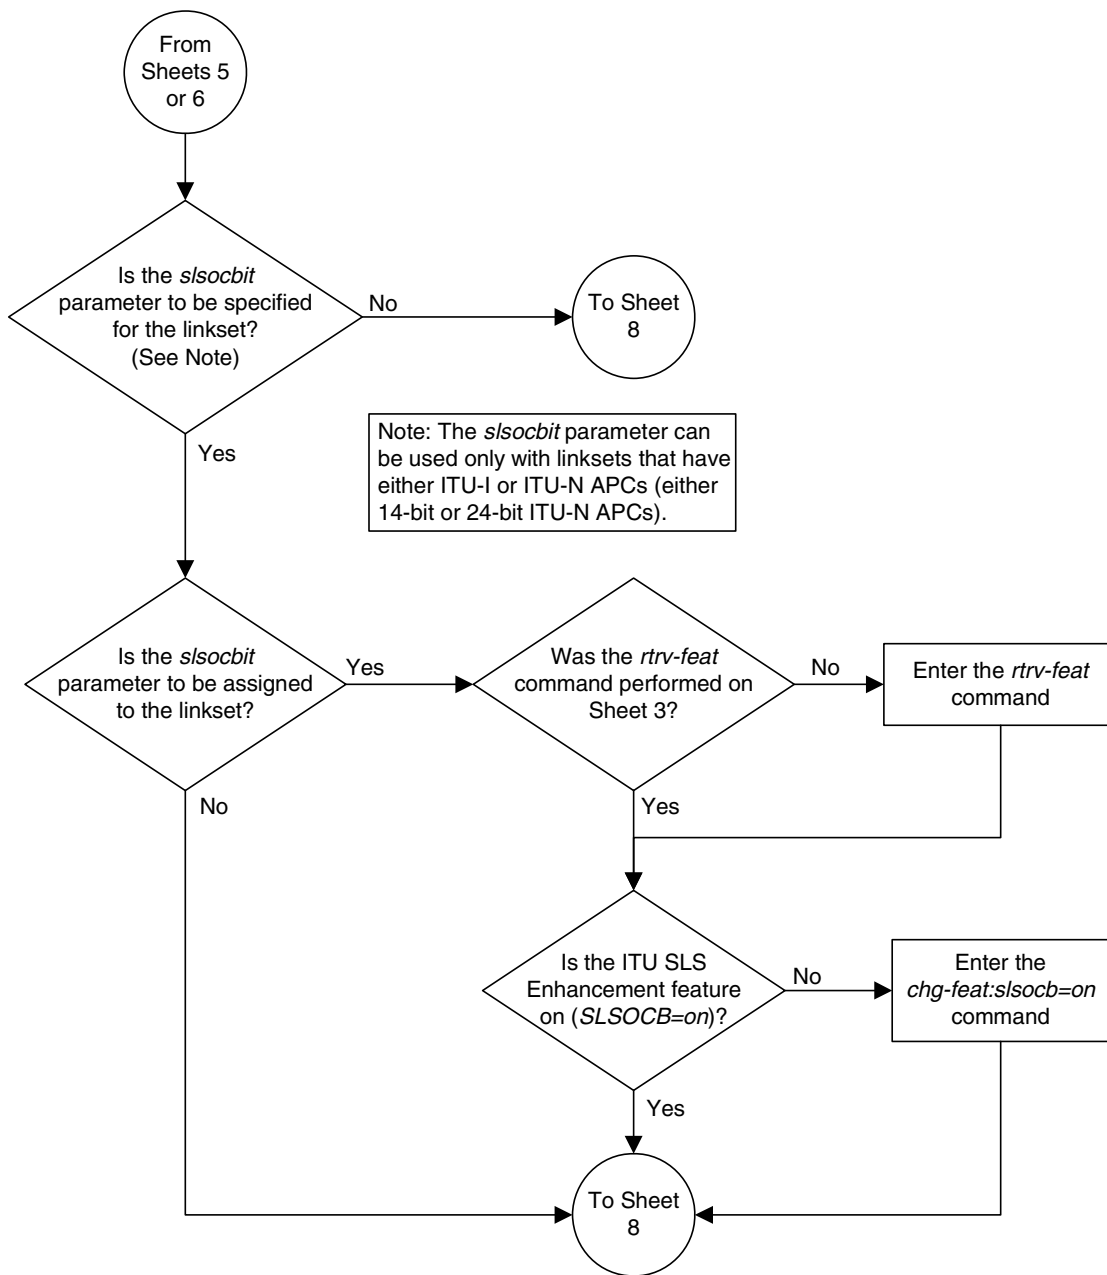 From
Sheets 5
or 6
Is the slsocbit
parameter to be specified
for the linkset?
(See Note)
No
To Sheet
8
Yes
Note: The slsocbit parameter can
be used only with linksets that have
either ITU-I or ITU-N APCs (either
14-bit or 24-bit ITU-N APCs).
Is the slsocbit
parameter to be assigned
to the linkset?
Yes
Was the rtrv-feat
command performed on
Sheet 3?
No
Enter the rtrv-feat
command
No
Yes
Is the ITU SLS
Enhancement feature
on (SLSOCB=on)?
No
Enter the
chg-feat:slsocb=on
command
Yes
To Sheet
8